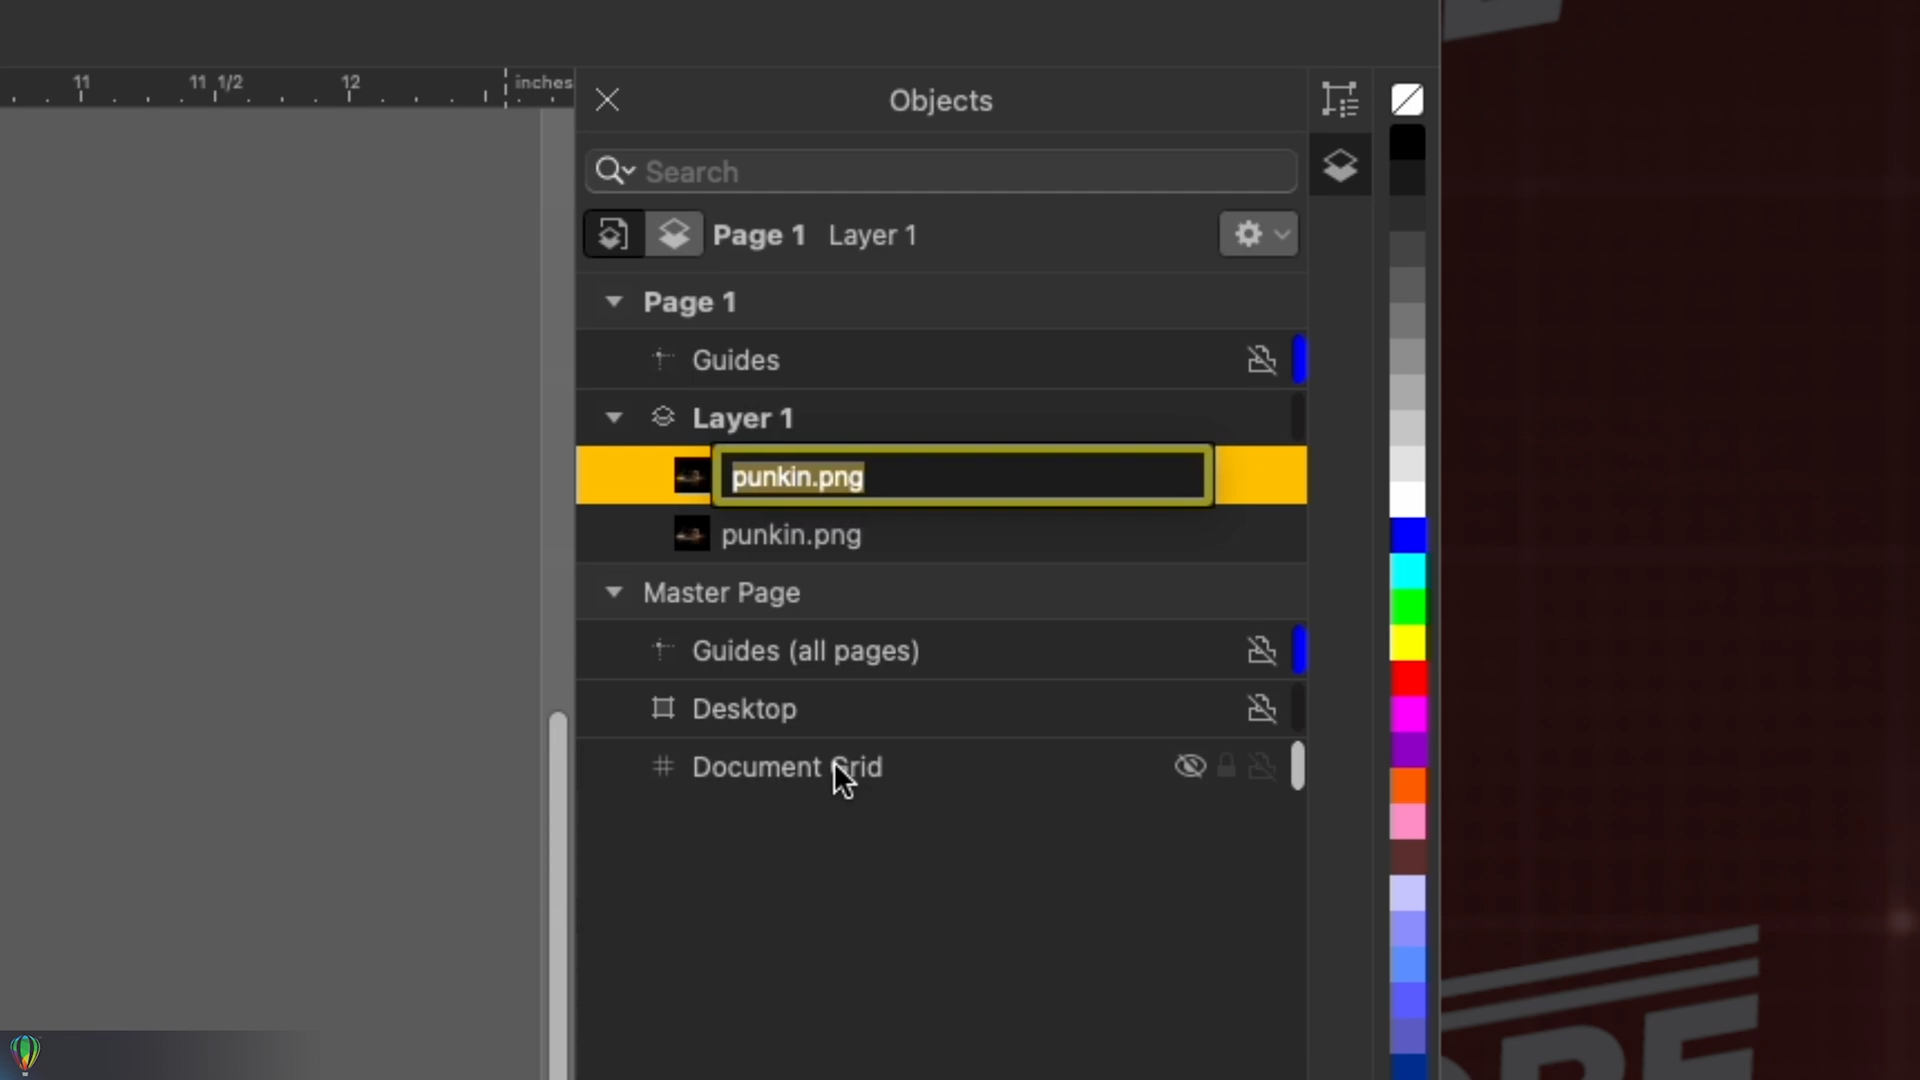 11 11 1/2 12 inches
Objects
Search
Page 1 Layer 1
Page 1
Guides
Layer 1
punkin.png
punkin.png
Master Page
Guides (all pages)
Desktop
Document Grid